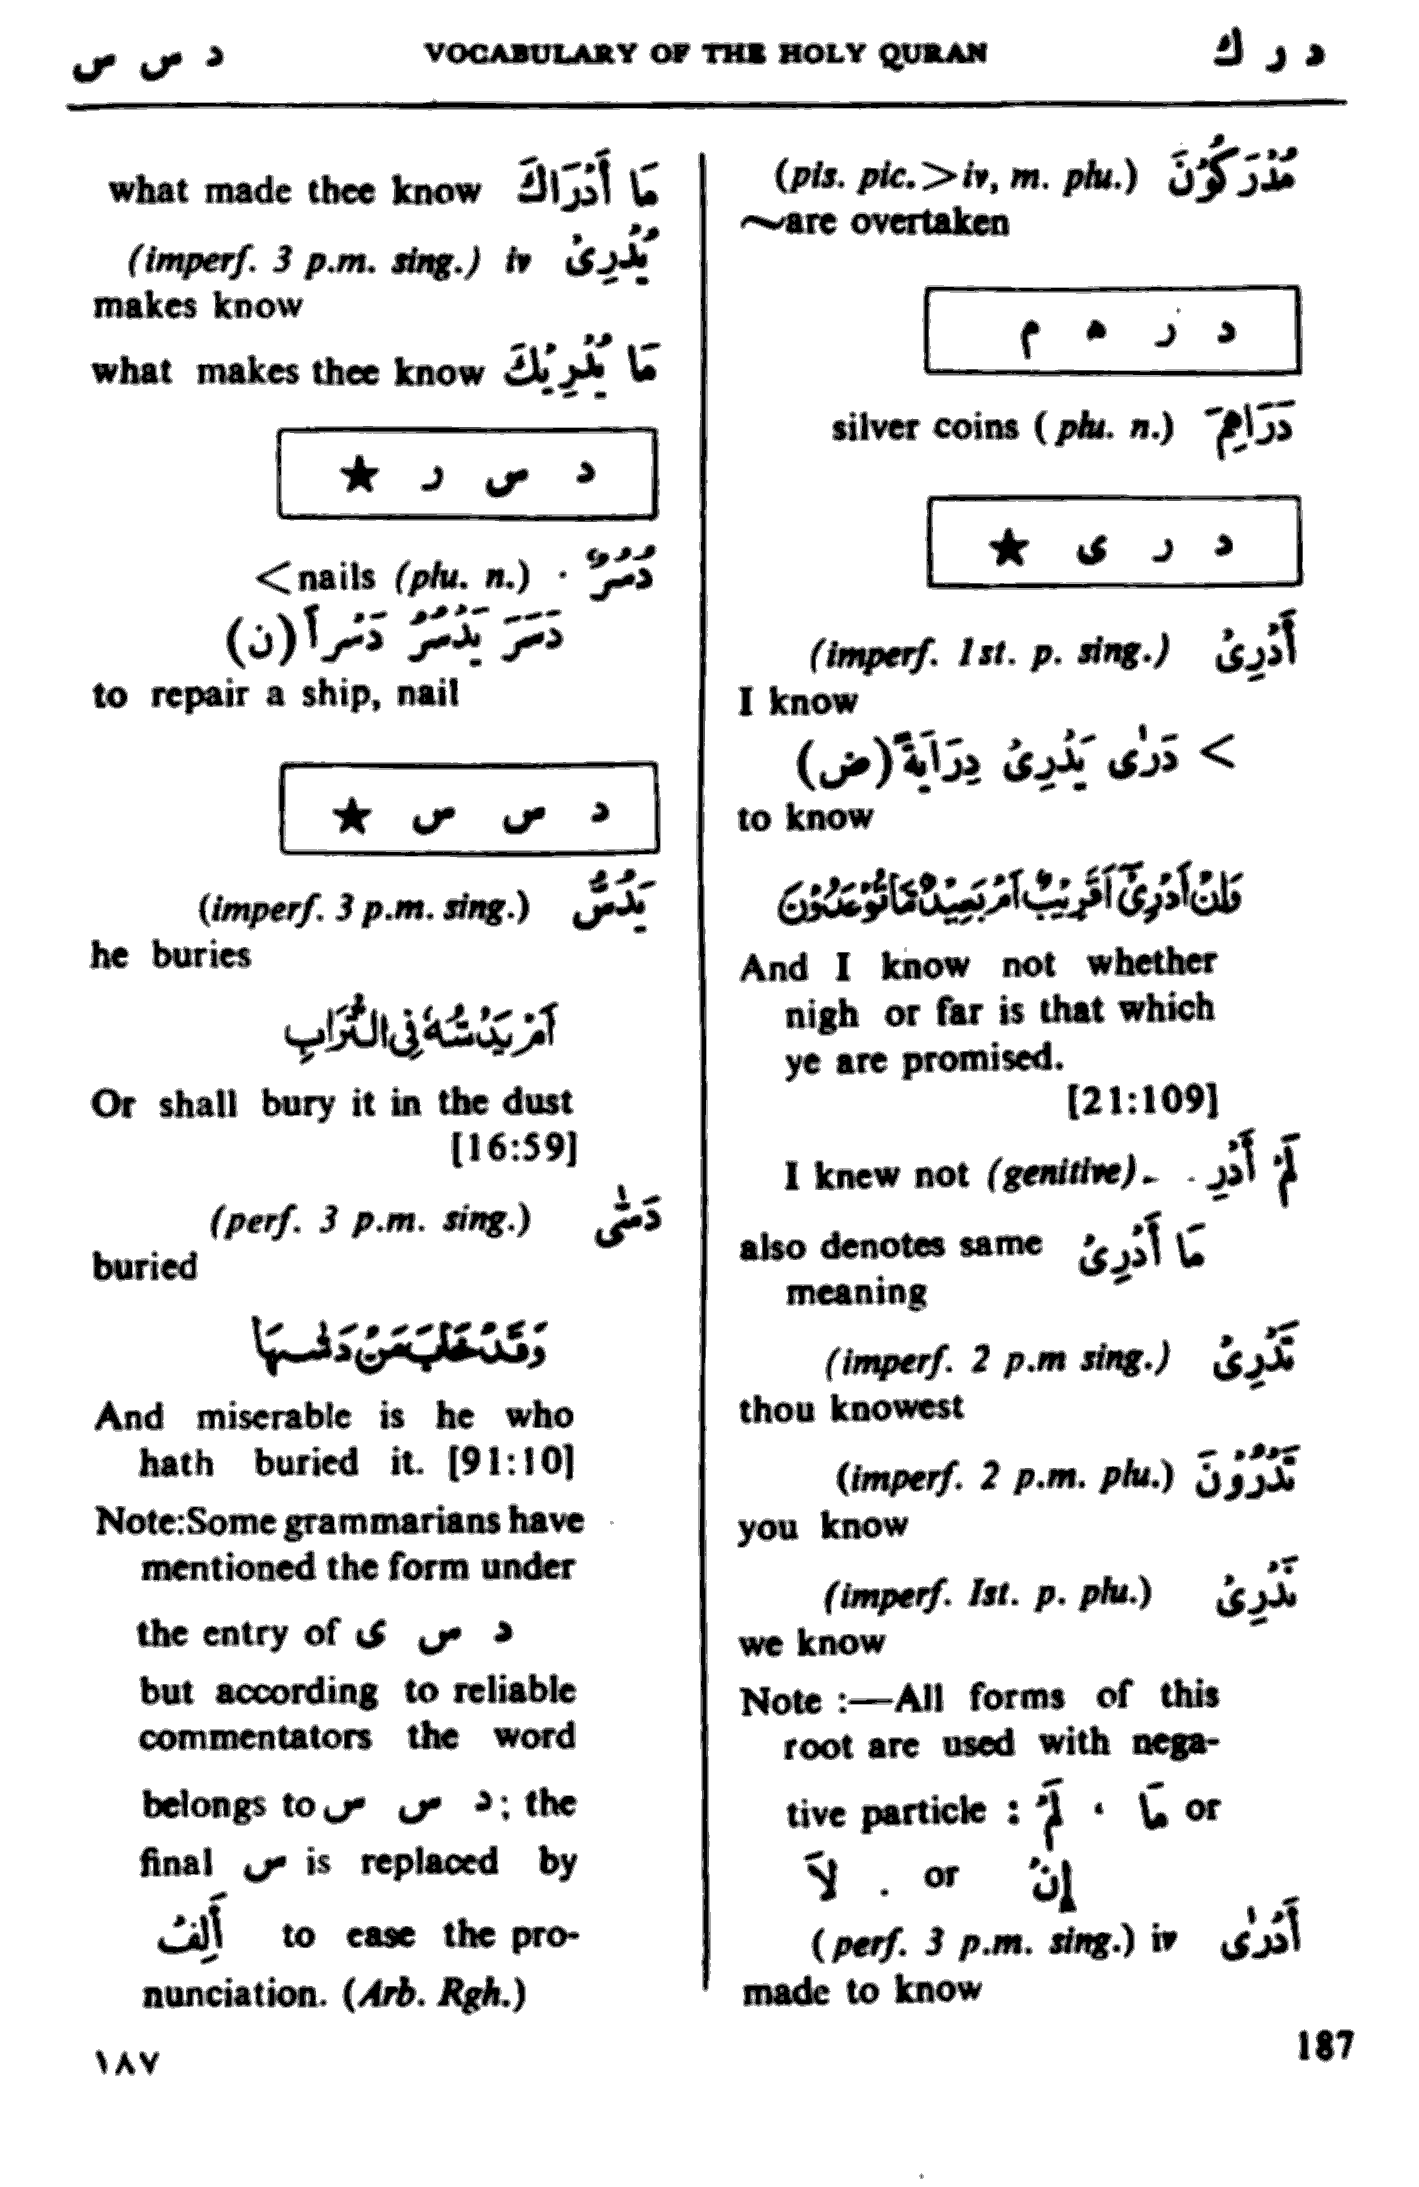 د ر ك
VOCABULARY OF THE HOLY QURAN
د س س
(pis. pic.>iv, m. plu.) مُدْرَكُوْنَ
~are overtaken
د ر ه م
silver coins (plu. n.) دَرَاهِمَ
د ر ى ★
(imperf. 1st. p. sing.) أَدْرِىْ
I know
> دَرٰى يَدْرِىْ دِرَايَةً (ض)
to know
وَاِنْ أَدْرِىْٓ اَقَرِيْبٌ اَمْ بَعِيْدٌ مَّا تُوْعَدُوْنَ
And I know not whether
nigh or far is that which
ye are promised.
[21:109]
I knew not (genitive) لَمْ أَدْرِ
also denotes same مَا أَدْرِىْ
meaning
(imperf. 2 p.m sing.) تَدْرِىْ
thou knowest
(imperf. 2 p.m. plu.) تَدْرُوْنَ
you know
(imperf. Ist. p. plu.) نَدْرِىْ
we know
Note :—All forms of this
root are used with nega-
tive particle : لَمْ ، مَا or
لَا . or إِنْ
(perf. 3 p.m. sing.) iv أَدْرٰى
made to know
what made thee know مَا أَدْرَاكَ
(imperf. 3 p.m. sing.) iv يُدْرِىْ
makes know
what makes thee know مَا يُدْرِيْكَ
د س ر ★
<nails (plu. n.) · دُسُرٌ
دَسَرَ يَدْسُرُ دَسْراً (ن)
to repair a ship, nail
د س س ★
(imperf. 3 p.m. sing.) يَدُسُّ
he buries
اَمْ يَدُسُّهٗ فِى التُّرَابِ
Or shall bury it in the dust
[16:59]
(perf. 3 p.m. sing.) دَسّٰى
buried
وَقَدْ خَابَ مَنْ دَسّٰىهَا
And miserable is he who
hath buried it. [91:10]
Note:Some grammarians have
mentioned the form under
the entry of د س ى
but according to reliable
commentators the word
belongs to د س س; the
final س is replaced by
أَلِفْ to ease the pro-
nunciation. (Arb. Rgh.)
١٨٧
187